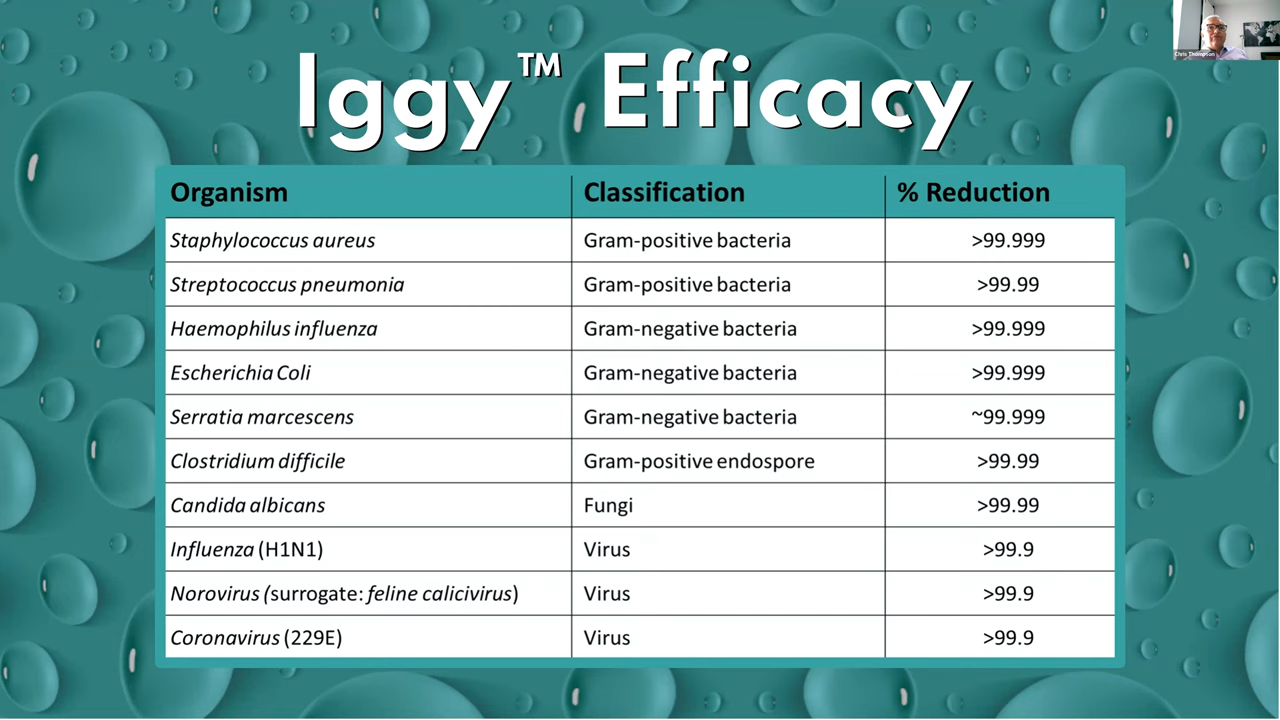 Iggy™ Efficacy
Chris Thompson
Organism Classification % Reduction
Staphylococcus aureus Gram-positive bacteria >99.999
Streptococcus pneumonia Gram-positive bacteria >99.99
Haemophilus influenza Gram-negative bacteria >99.999
Escherichia Coli Gram-negative bacteria >99.999
Serratia marcescens Gram-negative bacteria ~99.999
Clostridium difficile Gram-positive endospore >99.99
Candida albicans Fungi >99.99
Influenza (H1N1) Virus >99.9
Norovirus (surrogate: feline calicivirus) Virus >99.9
Coronavirus (229E) Virus >99.9